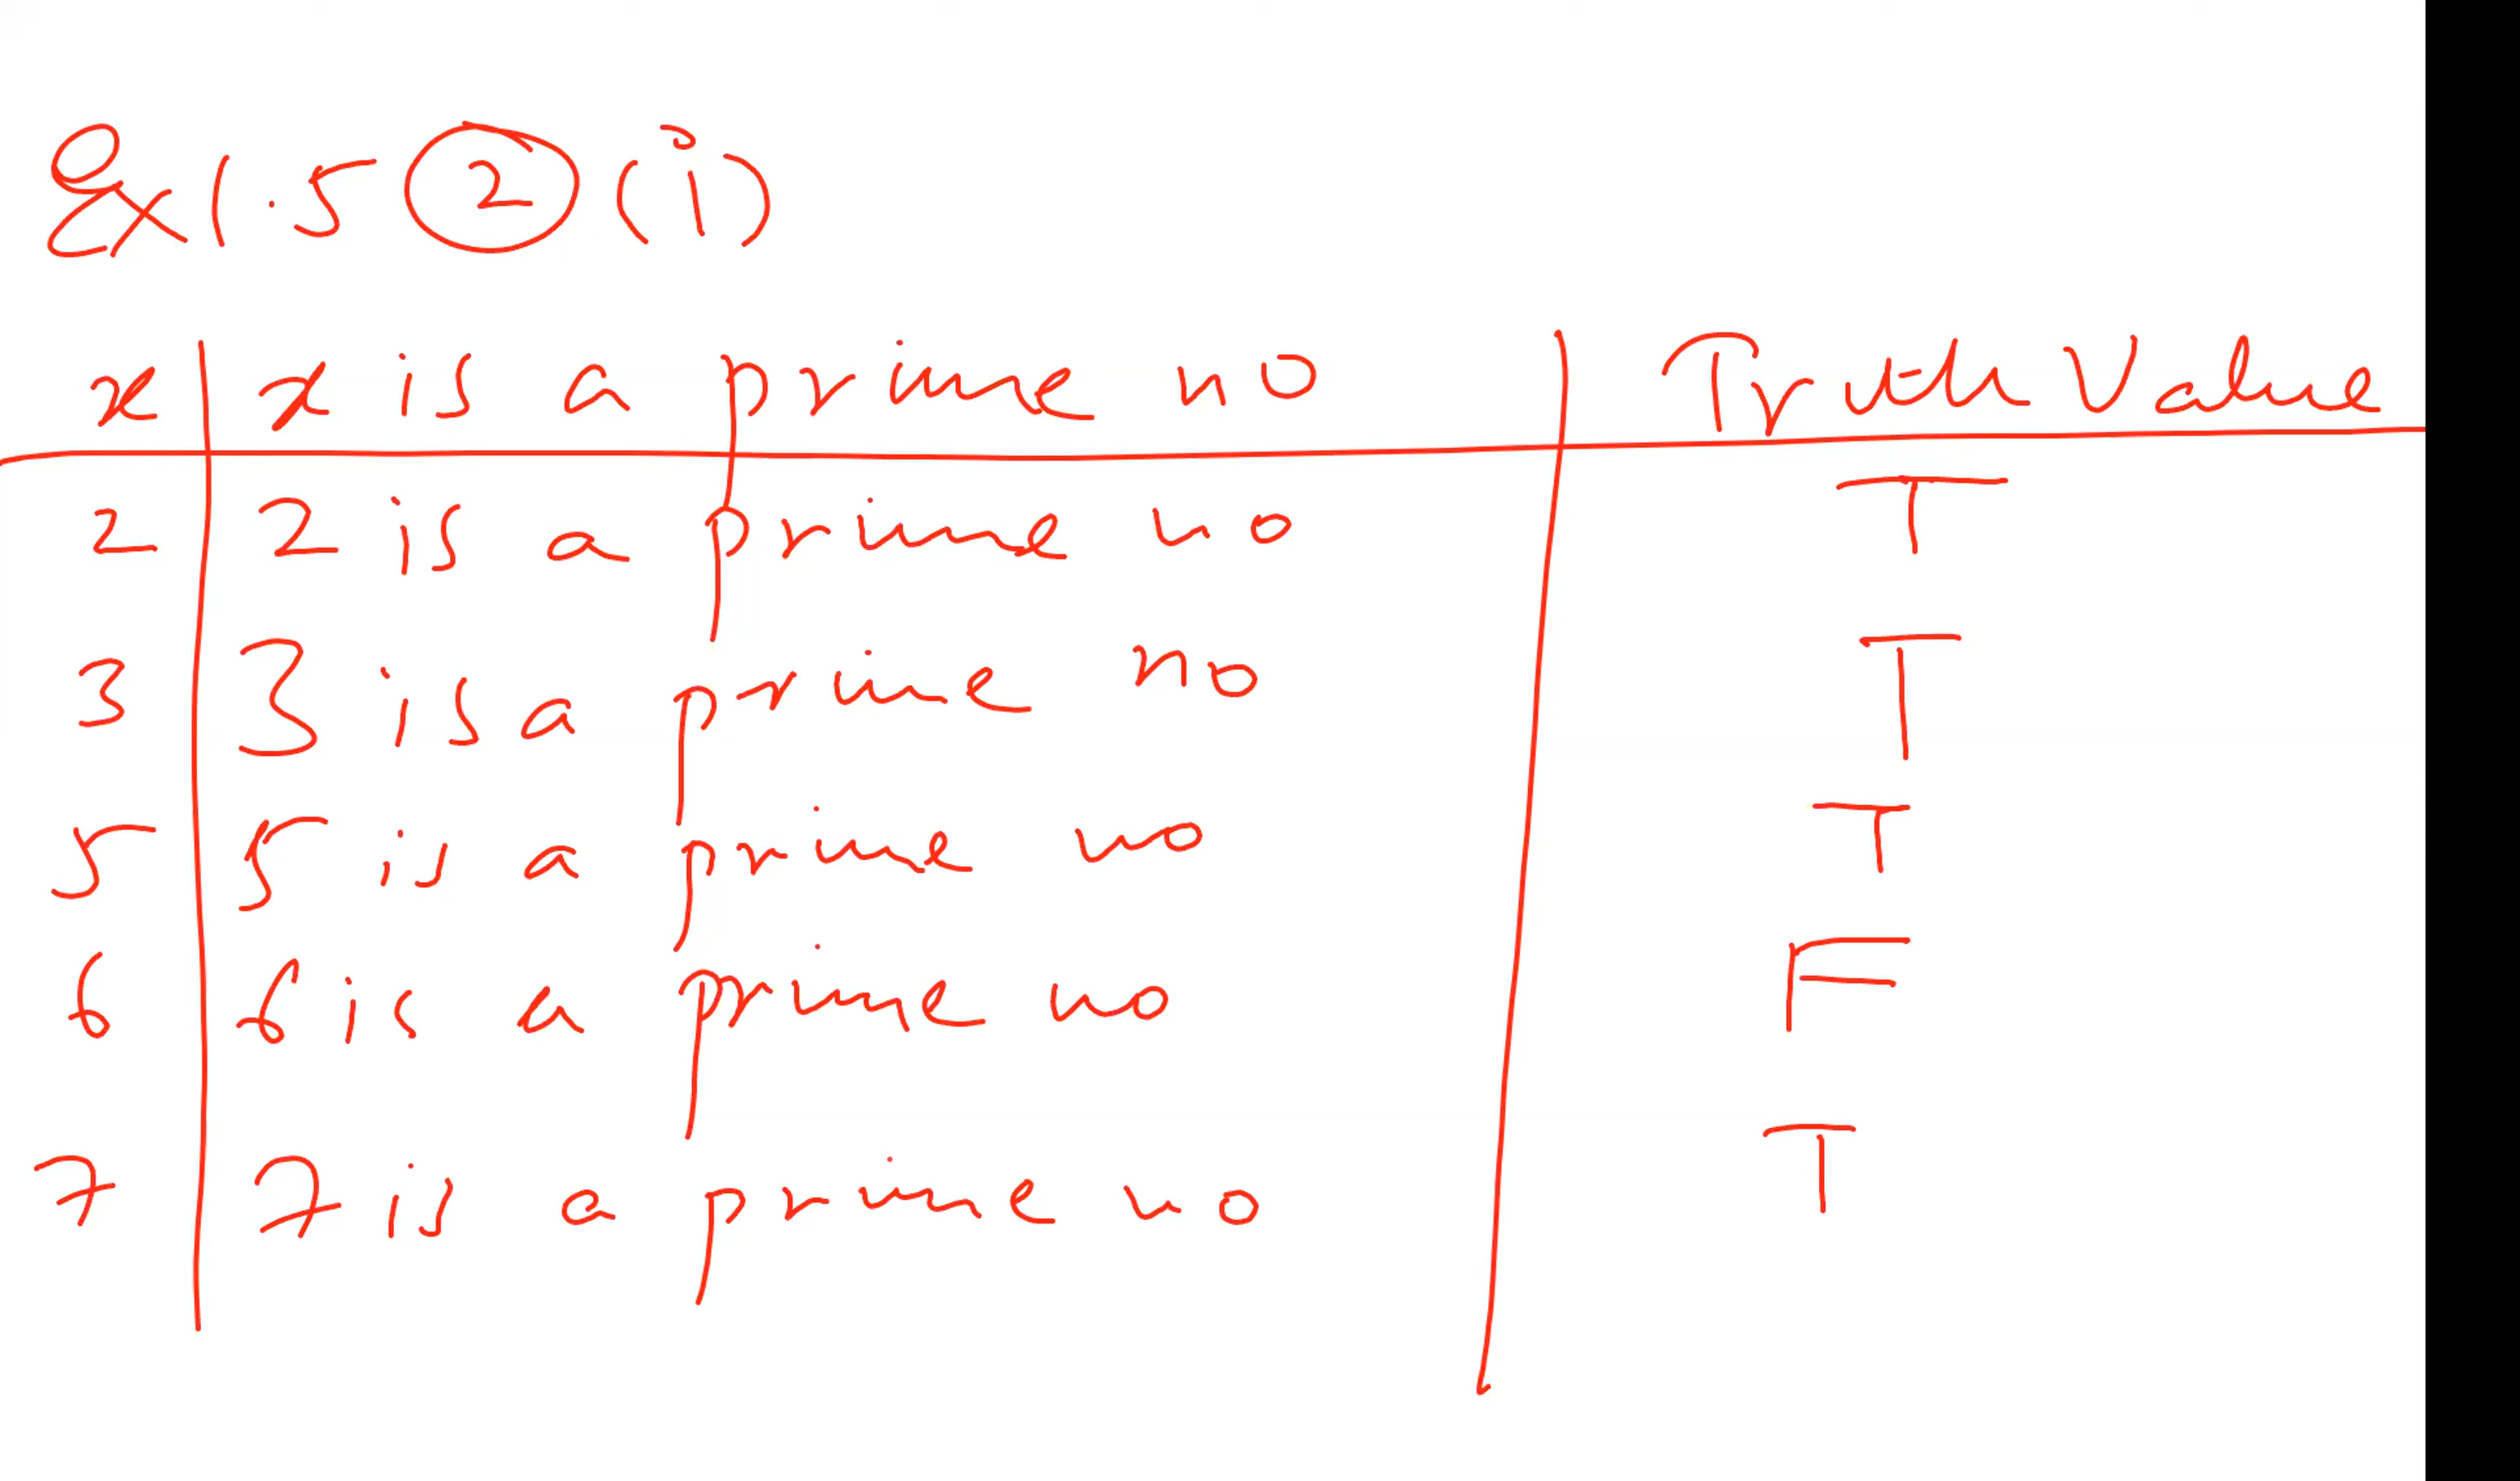 Ex 1.5 2 (i)
x x is a prime no Truth Value
2 2 is a prime no T
3 3 is a prime no T
5 5 is a prime no T
6 6 is a prime no F
7 7 is a prime no T